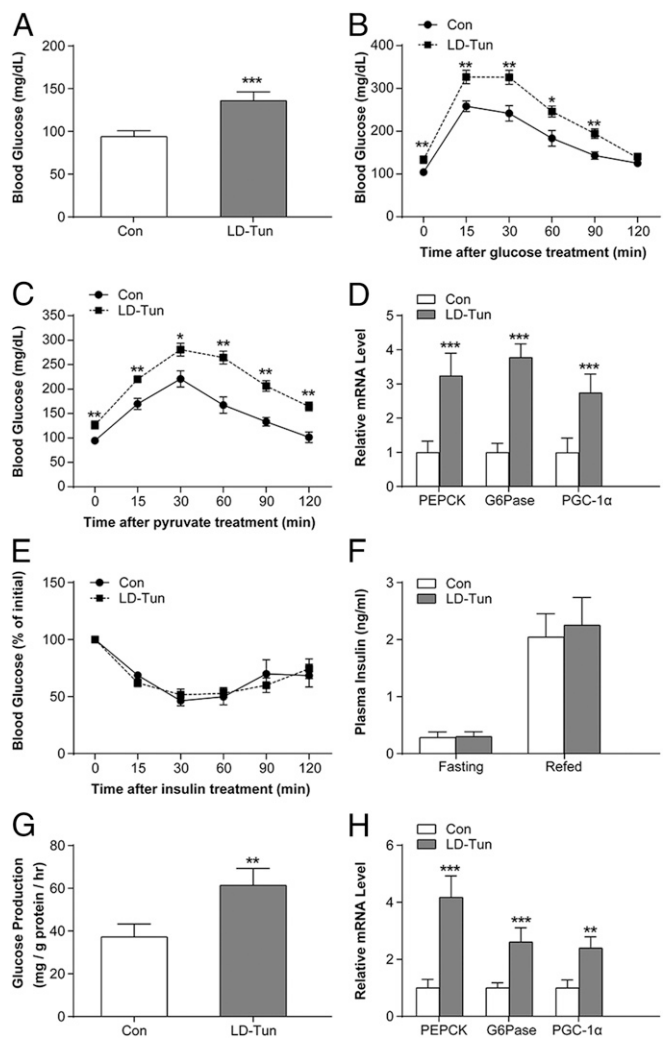 A
Blood Glucose (mg/dL)
200
150
100
50
0
***
Con
LD-Tun
B
Con
LD-Tun
Blood Glucose (mg/dL)
400
300
200
100
0
**
**
**
*
**
0
15
30
60
90
120
Time after glucose treatment (min)
C
Con
LD-Tun
Blood Glucose (mg/dL)
350
300
250
200
150
100
50
0
**
**
*
**
**
**
0
15
30
60
90
120
Time after pyruvate treatment (min)
D
Con
LD-Tun
Relative mRNA Level
5
4
3
2
1
0
***
***
***
PEPCK
G6Pase
PGC-1α
E
Con
LD-Tun
Blood Glucose (% of initial)
150
100
50
0
0
15
30
60
90
120
Time after insulin treatment (min)
F
Con
LD-Tun
Plasma Insulin (ng/ml)
3
2
1
0
Fasting
Refed
G
Glucose Production
(mg / g protein / hr)
80
60
40
20
0
**
Con
LD-Tun
H
Con
LD-Tun
Relative mRNA Level
6
4
2
0
***
***
**
PEPCK
G6Pase
PGC-1α